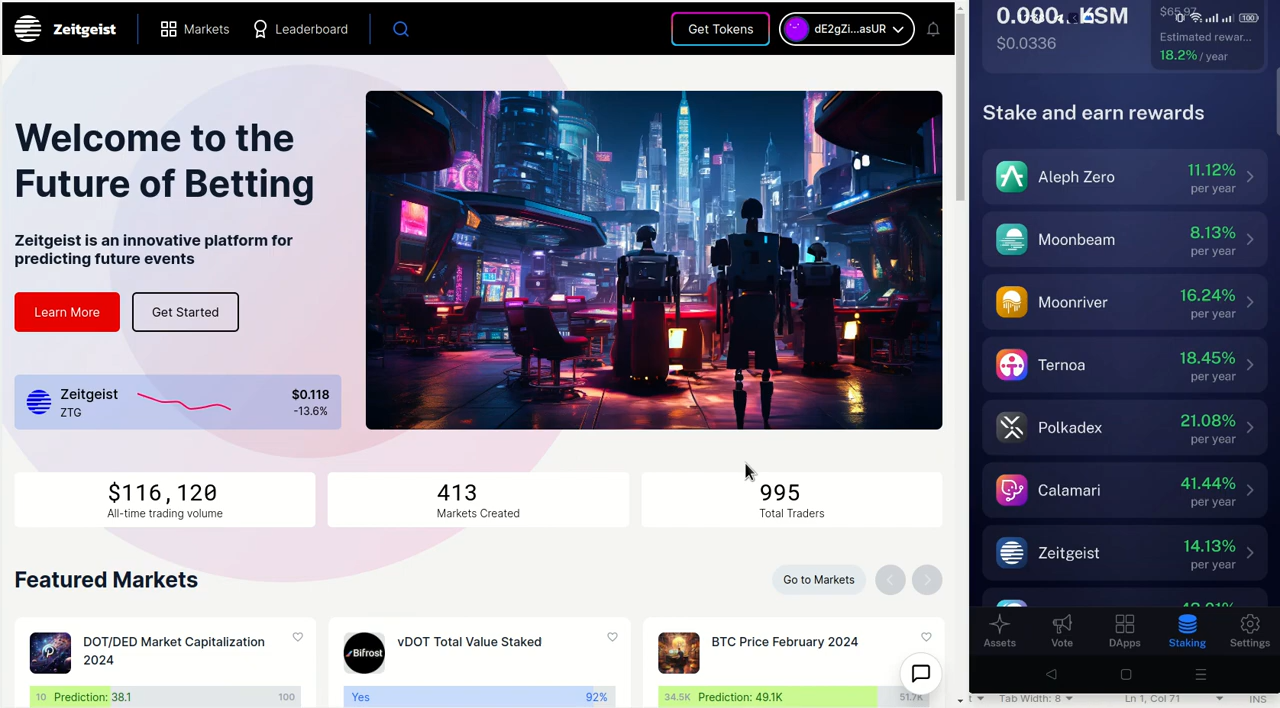 Zeitgeist
Markets
Leaderboard
Get Tokens
dE2gZi...asUR
Welcome to the
Future of Betting
Zeitgeist is an innovative platform for
predicting future events
Learn More
Get Started
Zeitgeist
ZTG
$0.118
-13.6%
$116,120
All-time trading volume
413
Markets Created
995
Total Traders
Featured Markets
Go to Markets
DOT/DED Market Capitalization
2024
10 Prediction: 38.1 100
vDOT Total Value Staked
Bifrost
Yes 92%
BTC Price February 2024
34.5K Prediction: 49.1K 51.7K
KSM
100
$0.0336
$65.97
Estimated rewar...
18.2% / year
Stake and earn rewards
Aleph Zero 11.12%
per year
Moonbeam 8.13%
per year
Moonriver 16.24%
per year
Ternoa 18.45%
per year
Polkadex 21.08%
per year
Calamari 41.44%
per year
Zeitgeist 14.13%
per year
Assets
Vote
DApps
Staking
Settings
Tab Width: 8
Ln 1, Col 71
INS